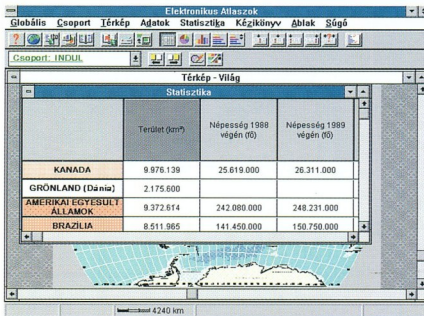 Elektronikus Atlaszok
Globális Csoport Térkép Adatok Statisztika Kézikönyv Ablak Súgó
Csoport: INDUL
Térkép - Világ
Statisztika
Terület (km²) Népesség 1988 végén (fő) Népesség 1989 végén (fő)
KANADA 9.976.139 25.619.000 26.311.000
GRÖNLAND (Dánia) 2.175.600
AMERIKAI EGYESÜLT ÁLLAMOK 9.372.614 242.080.000 248.231.000
BRAZÍLIA 8.511.965 141.450.000 150.750.000
4240 km